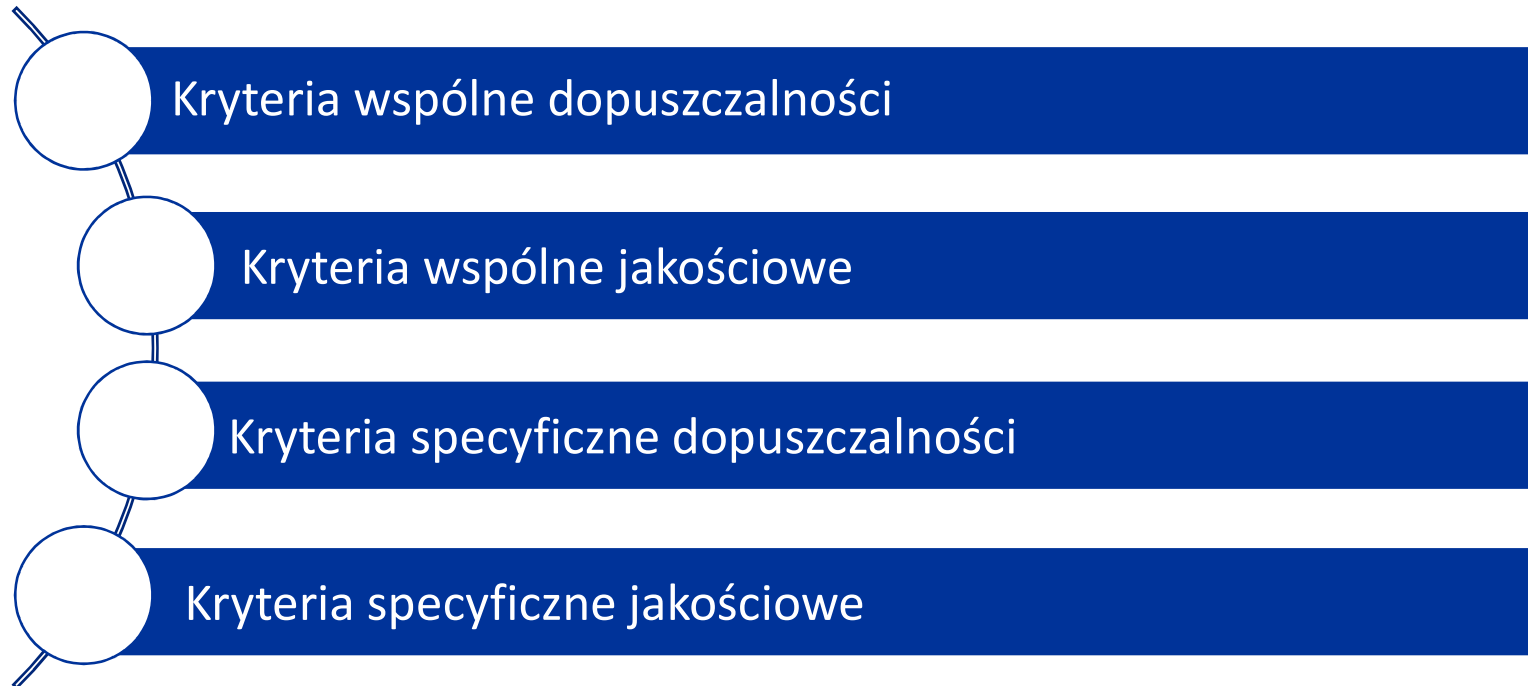 Kryteria wspólne dopuszczalności
Kryteria wspólne jakościowe
Kryteria specyficzne dopuszczalności
Kryteria specyficzne jakościowe